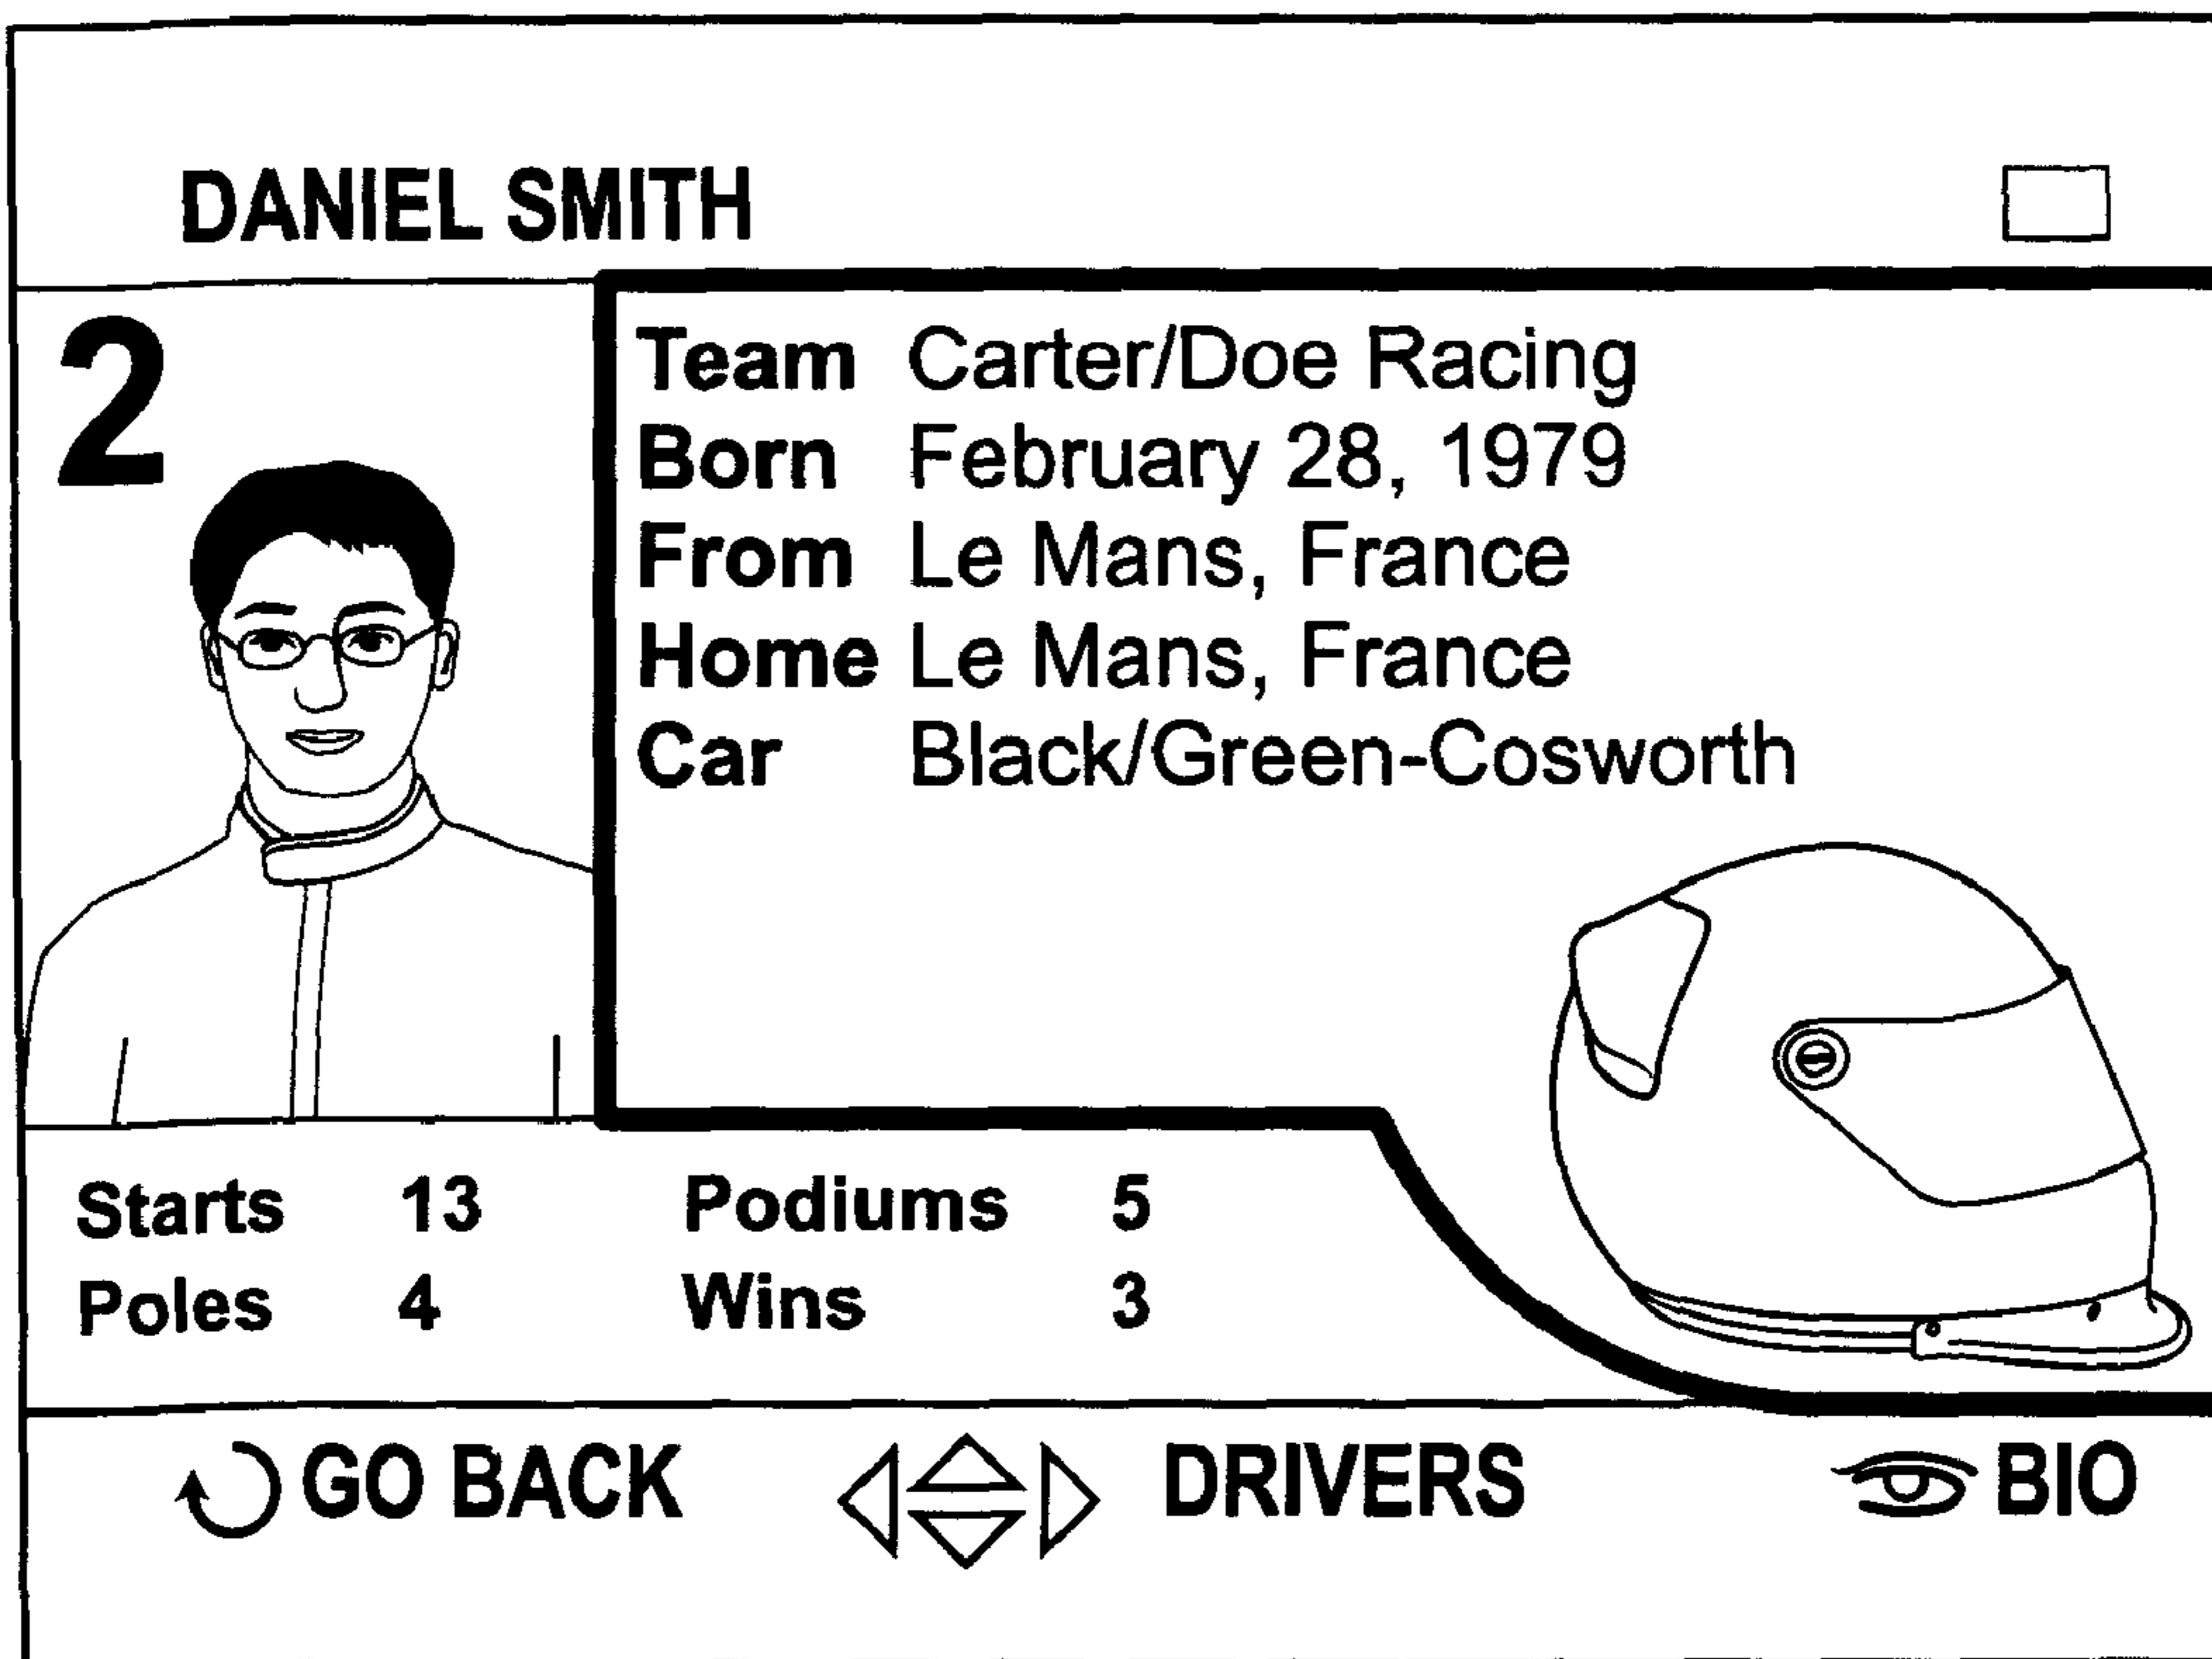 DANIEL SMITH
2
Team Carter/Doe Racing
Born February 28, 1979
From Le Mans, France
Home Le Mans, France
Car Black/Green-Cosworth
Starts 13 Podiums 5
Poles 4 Wins 3
GO BACK DRIVERS BIO